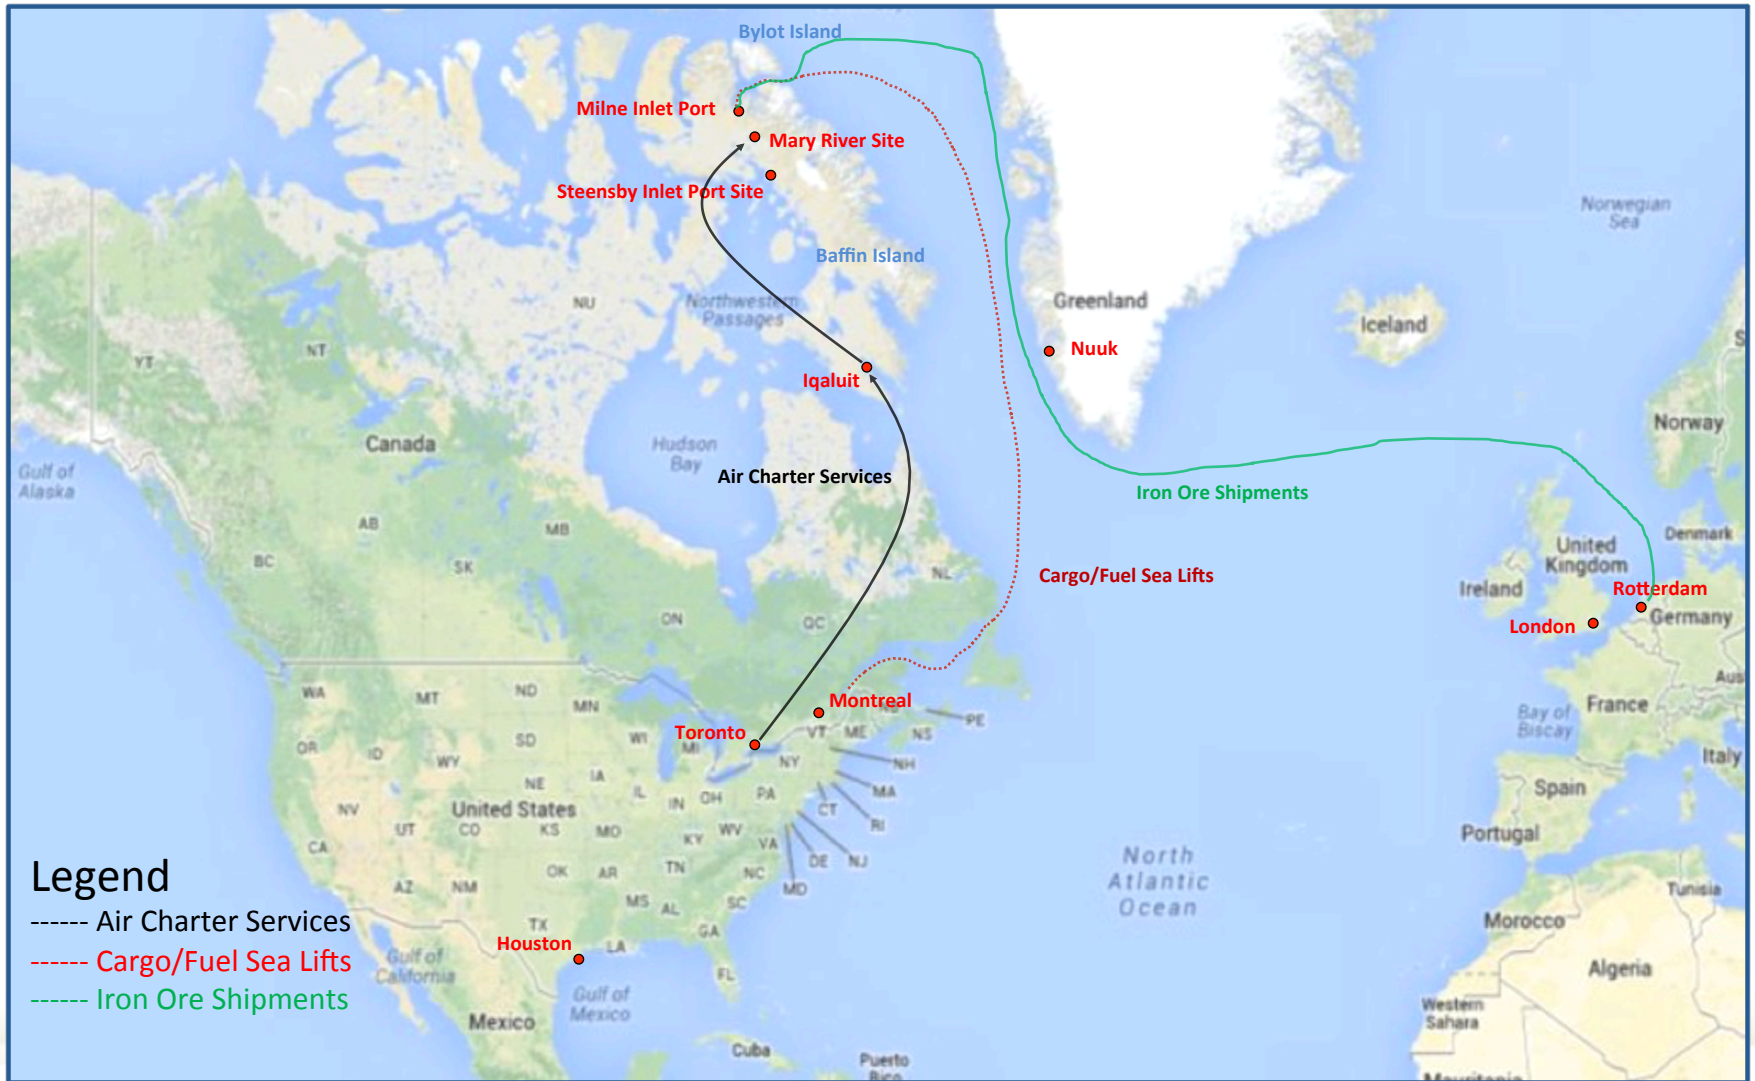 Bylot Island
Milne Inlet Port
Mary River Site
Steensby Inlet Port Site
Norwegian
Sea
Baffin Island
NU
Northwestern
Passages
Greenland
Iceland
YT
NT
Nuuk
Iqaluit
Norway
Canada
Hudson
Bay
Gulf of
Alaska
Air Charter Services
Iron Ore Shipments
AB
MB
Denmark
BC
SK
NL
United
Kingdom
Cargo/Fuel Sea Lifts
Ireland
Rotterdam
ON
QC
London
Germany
WA
MT
ND
MN
Montreal
France
PE
Bay of
Biscay
Toronto
VT
ME
NS
OR
ID
SD
WI
MI
WY
NY
NH
Italy
NE
IA
IL
IN
OH
PA
MA
Spain
NV
United States
CT
RI
UT
CO
KS
MO
KY
WV
VA
Portugal
CA
DE
NJ
North
Atlantic
Ocean
Legend
AZ
NM
OK
AR
TN
NC
MD
Tunisia
MS
AL
SC
Morocco
------ Air Charter Services
TX
GA
Houston
LA
Gulf of
California
------ Cargo/Fuel Sea Lifts
FL
Algeria
------ Iron Ore Shipments
Gulf of
Mexico
Western
Sahara
Mexico
Cuba
Puerto
Rico
Mauritania